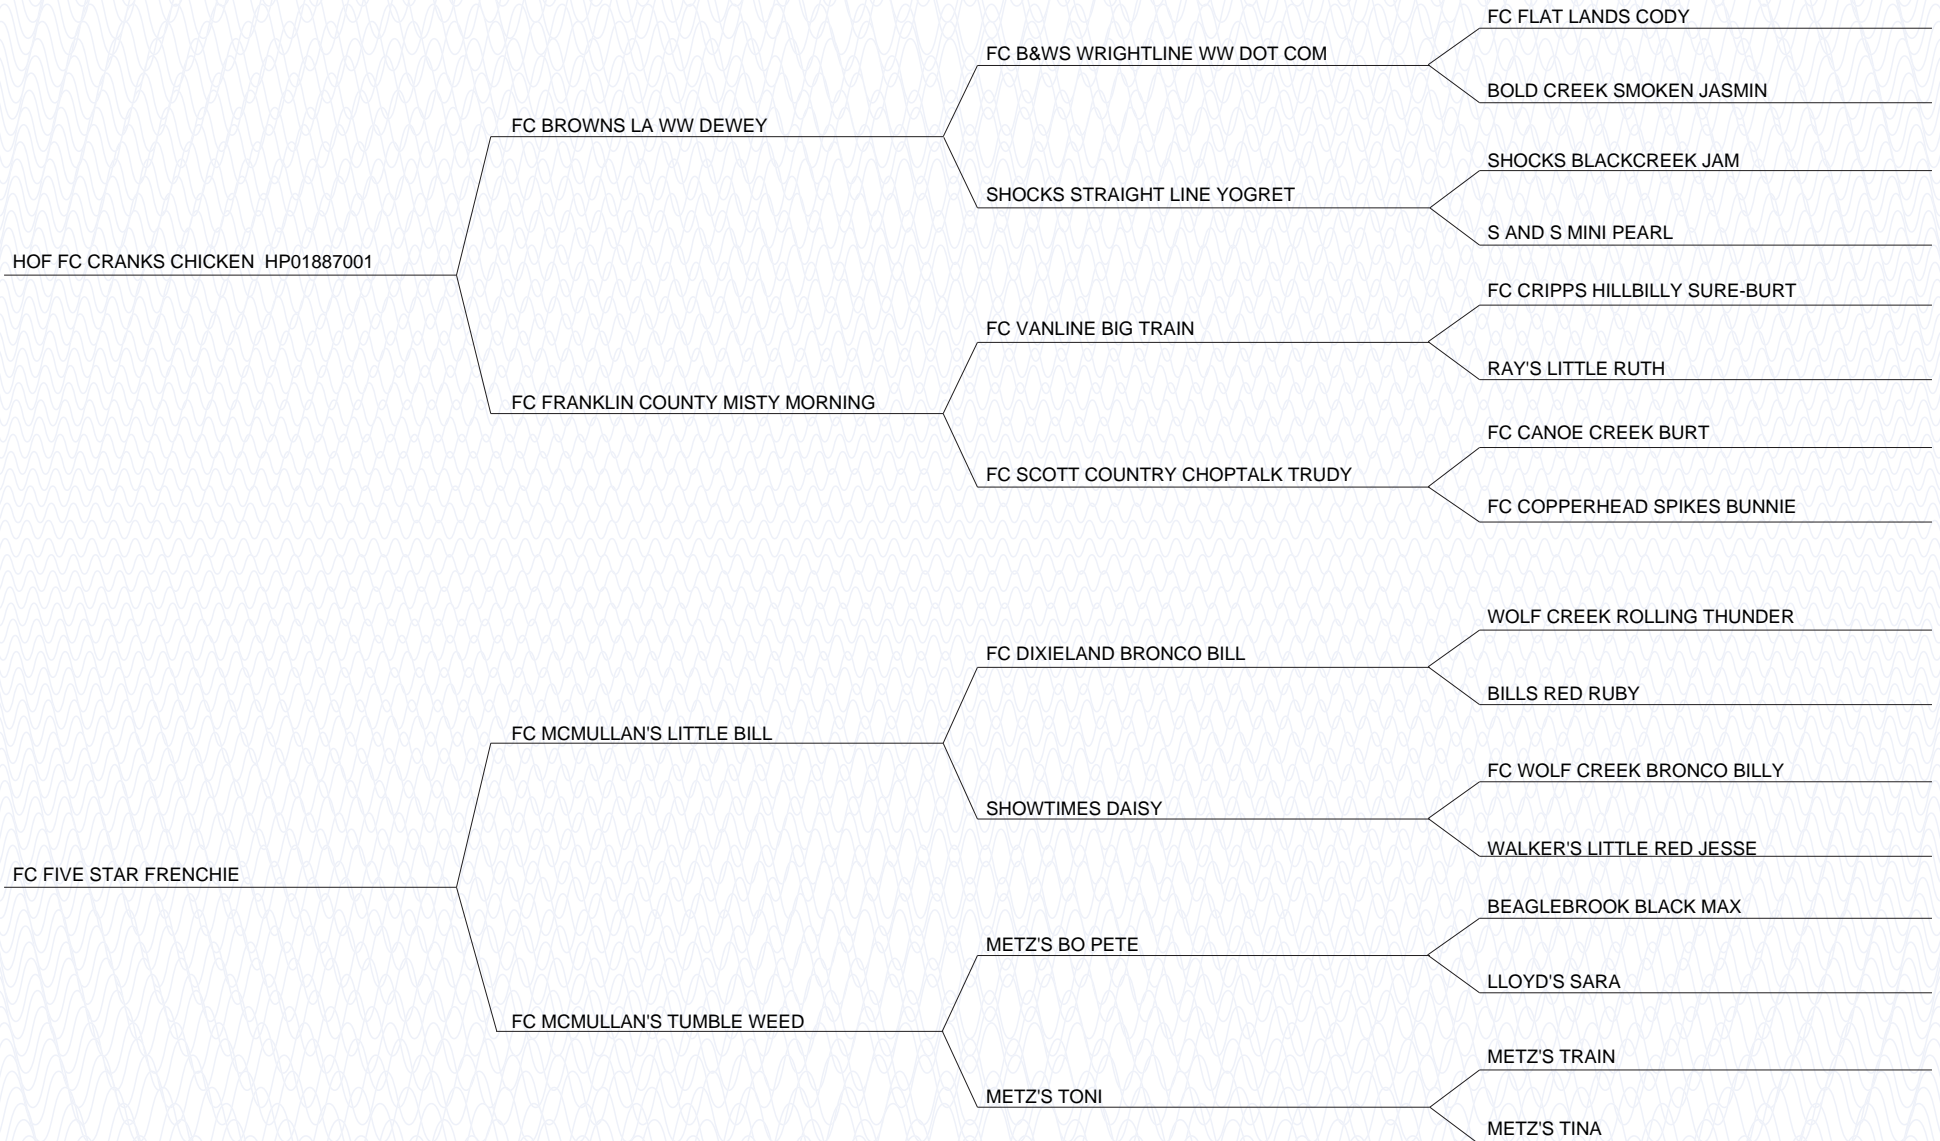 FC FLAT LANDS CODY
FC B&WS WRIGHTLINE WW DOT COM
BOLD CREEK SMOKEN JASMIN
FC BROWNS LA WW DEWEY
SHOCKS BLACKCREEK JAM
SHOCKS STRAIGHT LINE YOGRET
S AND S MINI PEARL
HOF FC CRANKS CHICKEN HP01887001
FC CRIPPS HILLBILLY SURE-BURT
FC VANLINE BIG TRAIN
RAY'S LITTLE RUTH
FC FRANKLIN COUNTY MISTY MORNING
FC CANOE CREEK BURT
FC SCOTT COUNTRY CHOPTALK TRUDY
FC COPPERHEAD SPIKES BUNNIE
WOLF CREEK ROLLING THUNDER
FC DIXIELAND BRONCO BILL
BILLS RED RUBY
FC MCMULLAN'S LITTLE BILL
FC WOLF CREEK BRONCO BILLY
SHOWTIMES DAISY
WALKER'S LITTLE RED JESSE
FC FIVE STAR FRENCHIE
BEAGLEBROOK BLACK MAX
METZ'S BO PETE
LLOYD'S SARA
FC MCMULLAN'S TUMBLE WEED
METZ'S TRAIN
METZ'S TONI
METZ'S TINA